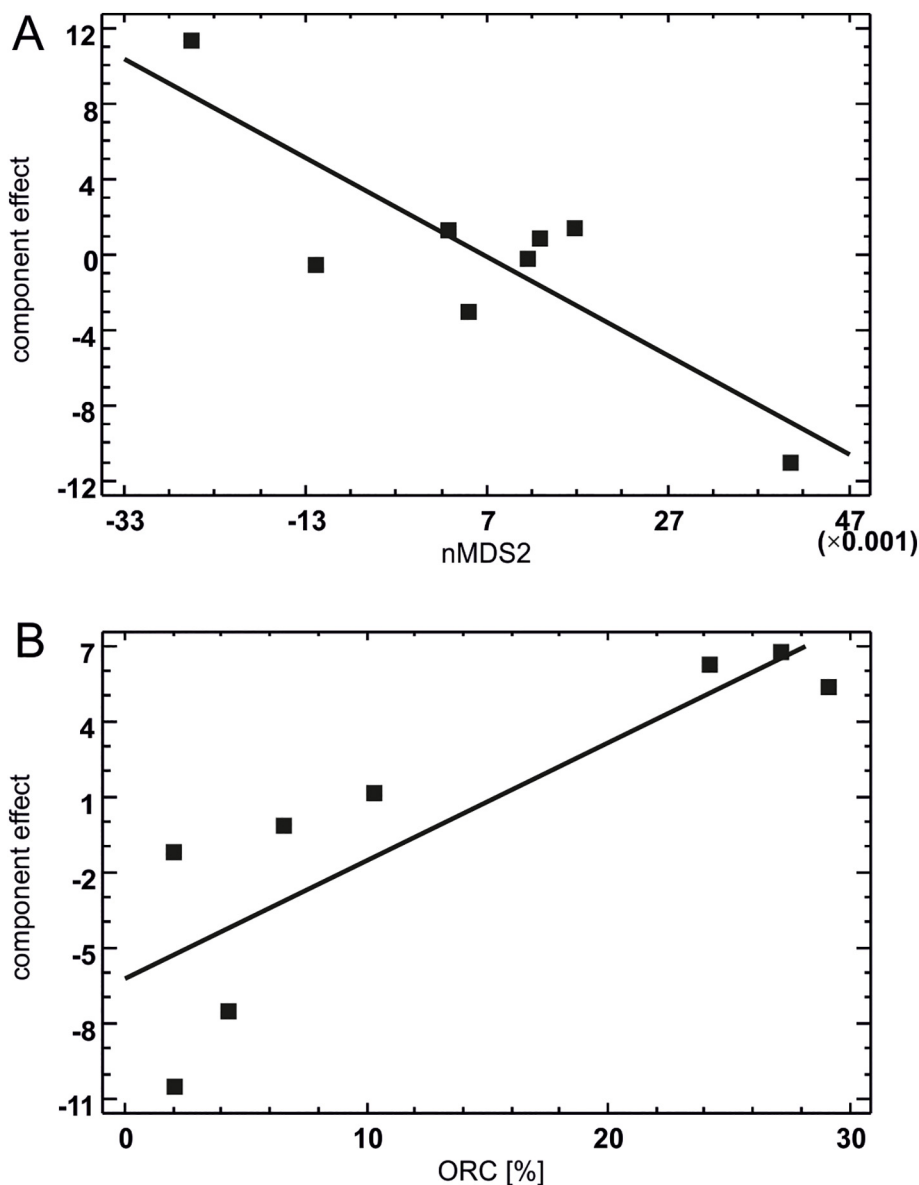 A
component effect
12
8
4
0
-4
-8
-12
-33 -13 7 27 47
nMDS2 (×0.001)
B
component effect
7
4
1
-2
-5
-8
-11
0 10 20 30
ORC [%]